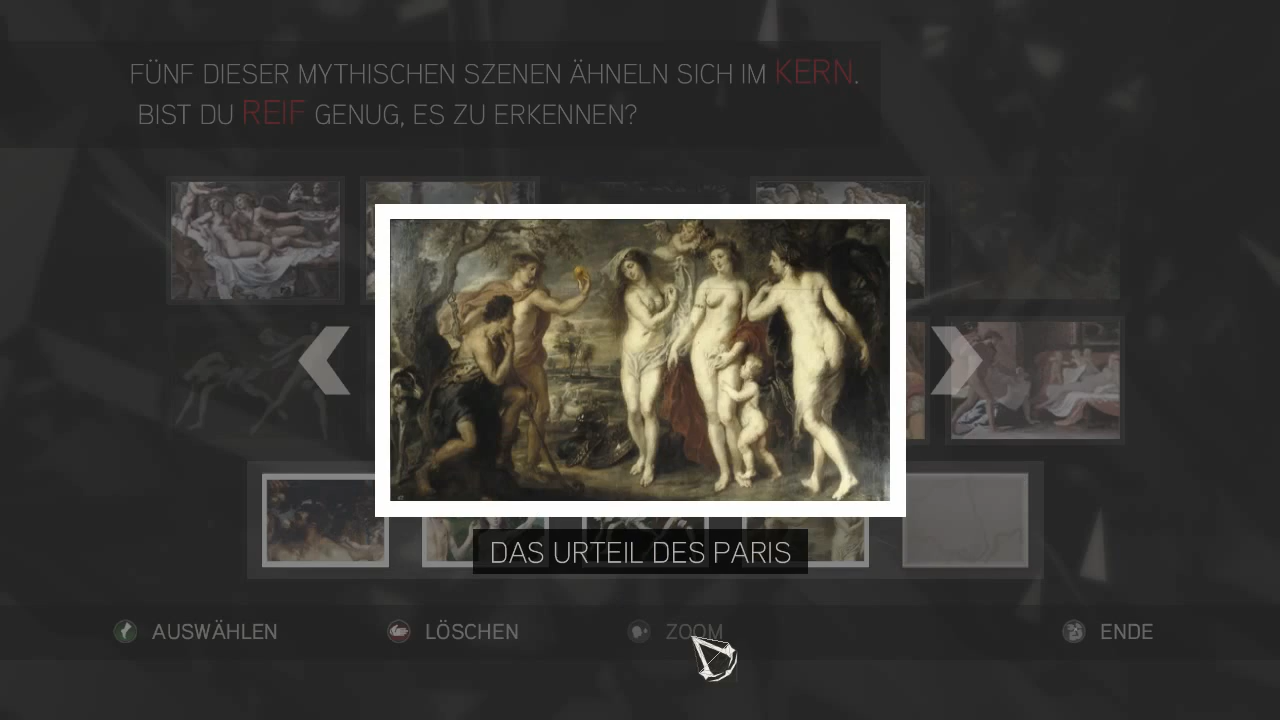 FÜNF DIESER MYTHISCHEN SZENEN ÄHNELN SICH IM KERN.
BIST DU REIF GENUG, ES ZU ERKENNEN?
DAS URTEIL DES PARIS
AUSWÄHLEN LÖSCHEN ZOOM ENDE